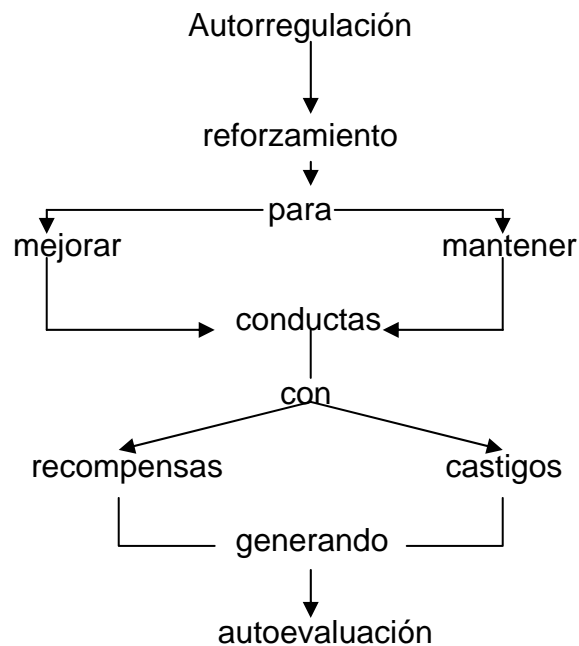 Autorregulación
reforzamiento
para
mejorar
mantener
conductas
con
recompensas
castigos
generando
autoevaluación